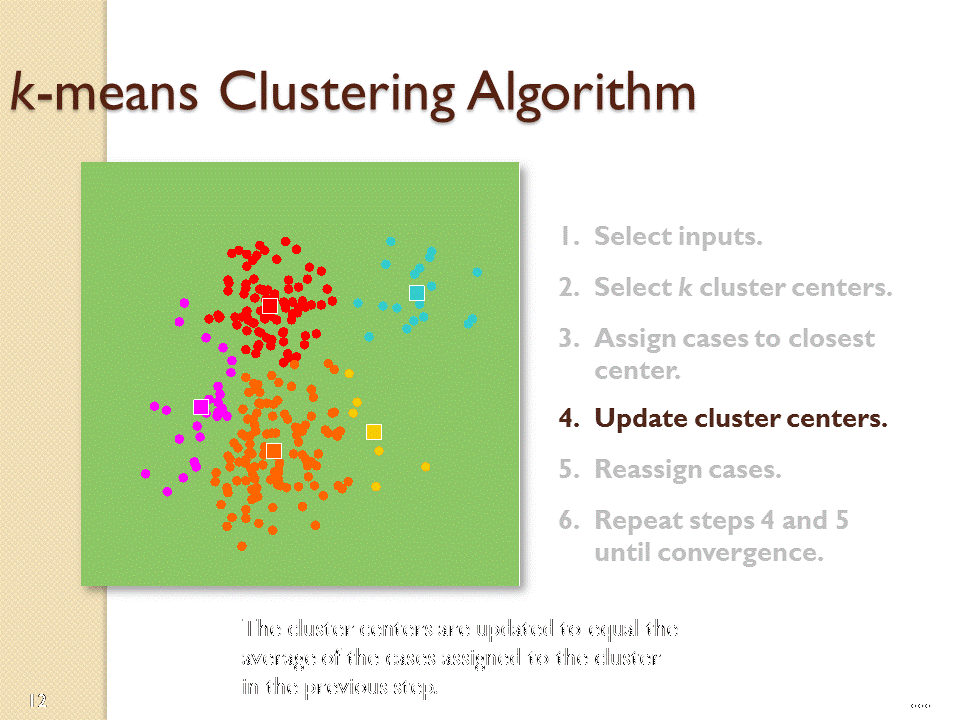 k-means Clustering Algorithm
1. Select inputs.
2. Select k cluster centers.
3. Assign cases to closest
center.
4. Update cluster centers.
5. Reassign cases.
6. Repeat steps 4 and 5
until convergence.
The cluster centers are updated to equal the
average of the cases assigned to the cluster
in the previous step.
12
...